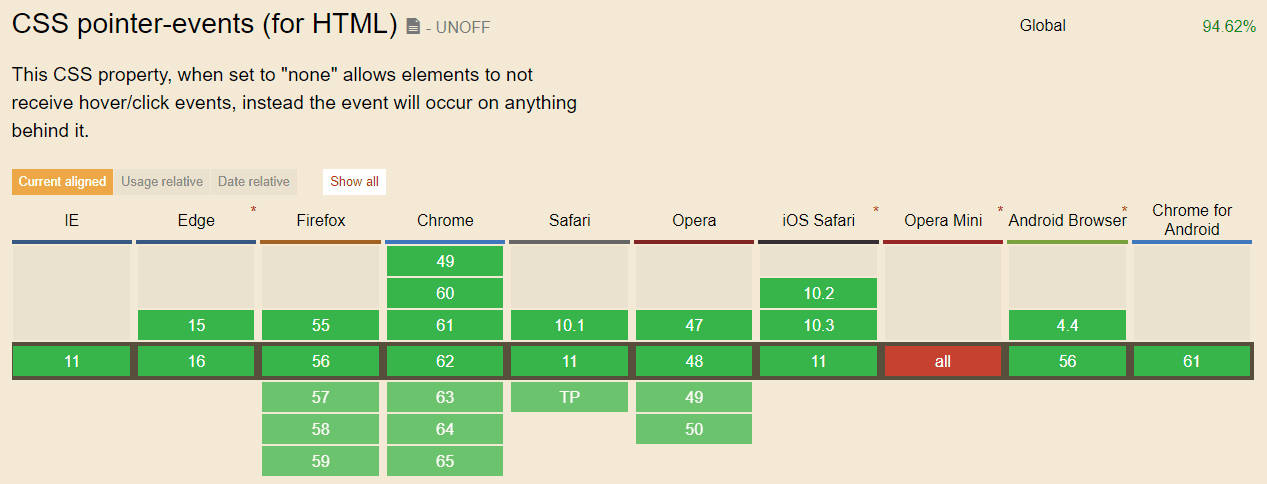 CSS pointer-events (for HTML) - UNOFF
Global 94.62%
This CSS property, when set to "none" allows elements to not
receive hover/click events, instead the event will occur on anything
behind it.
Current aligned Usage relative Date relative Show all
IE Edge * Firefox Chrome Safari Opera iOS Safari * Opera Mini * Android Browser * Chrome for
Android
49
60 10.2
15 55 61 10.1 47 10.3 4.4
11 16 56 62 11 48 11 all 56 61
57 63 TP 49
58 64 50
59 65